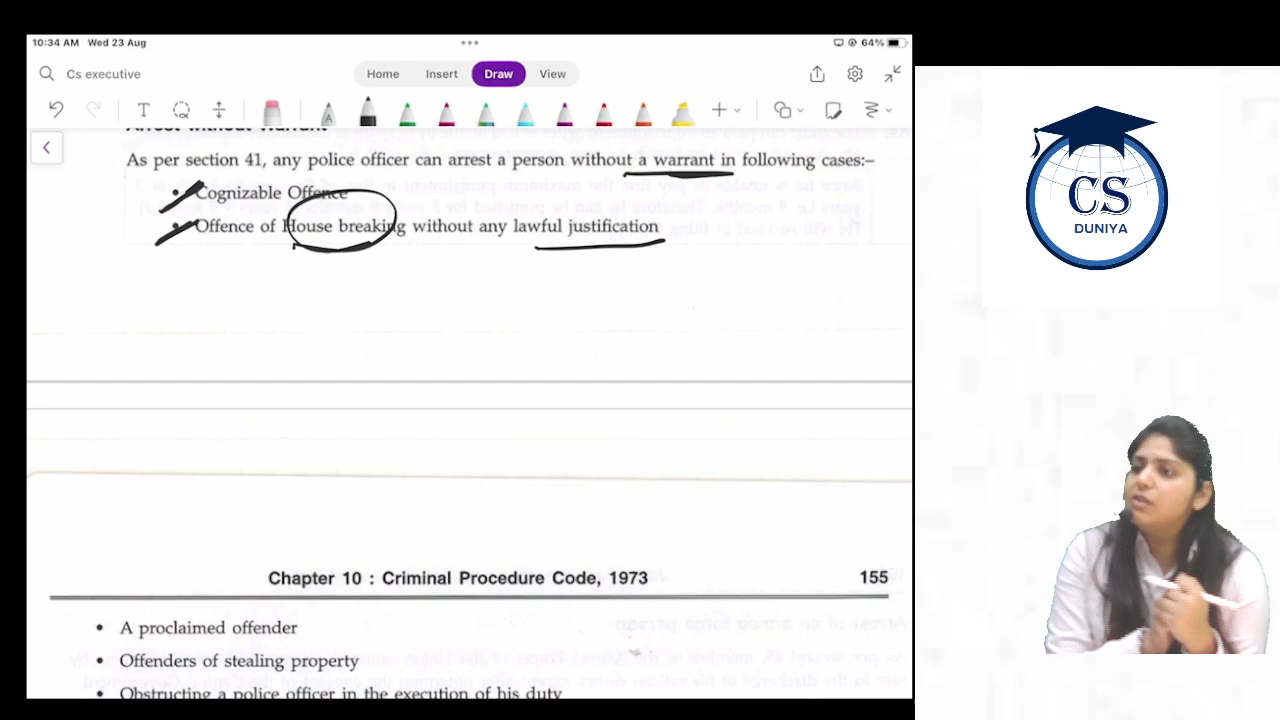 10:34 AM Wed 23 Aug
64%
Cs executive
Home Insert Draw View
T
A
Arrest without Warrant
As per section 41, any police officer can arrest a person without a warrant in following cases:–
• Cognizable Offence
• Offence of House breaking without any lawful justification
Chapter 10 : Criminal Procedure Code, 1973 155
• A proclaimed offender
• Offenders of stealing property
• Obstructing a police officer in the execution of his duty
CS
DUNIYA